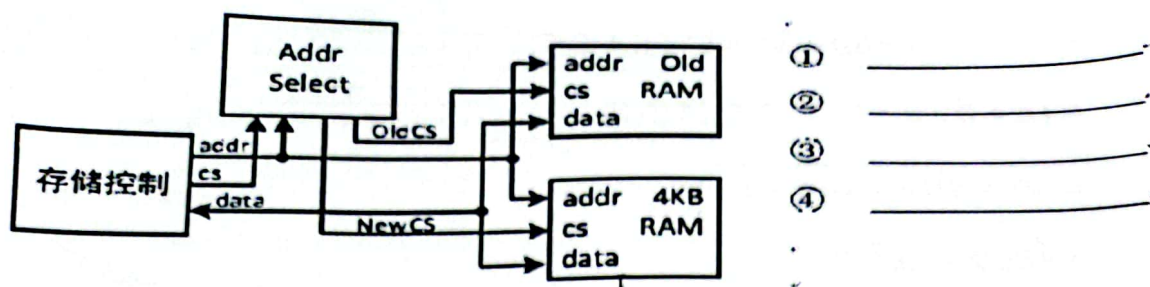 Addr
Select
addr Old
cs RAM
data
OldCS
存储控制
addr
cs
data
NewCS
addr 4KB
cs RAM
data
①
②
③
④